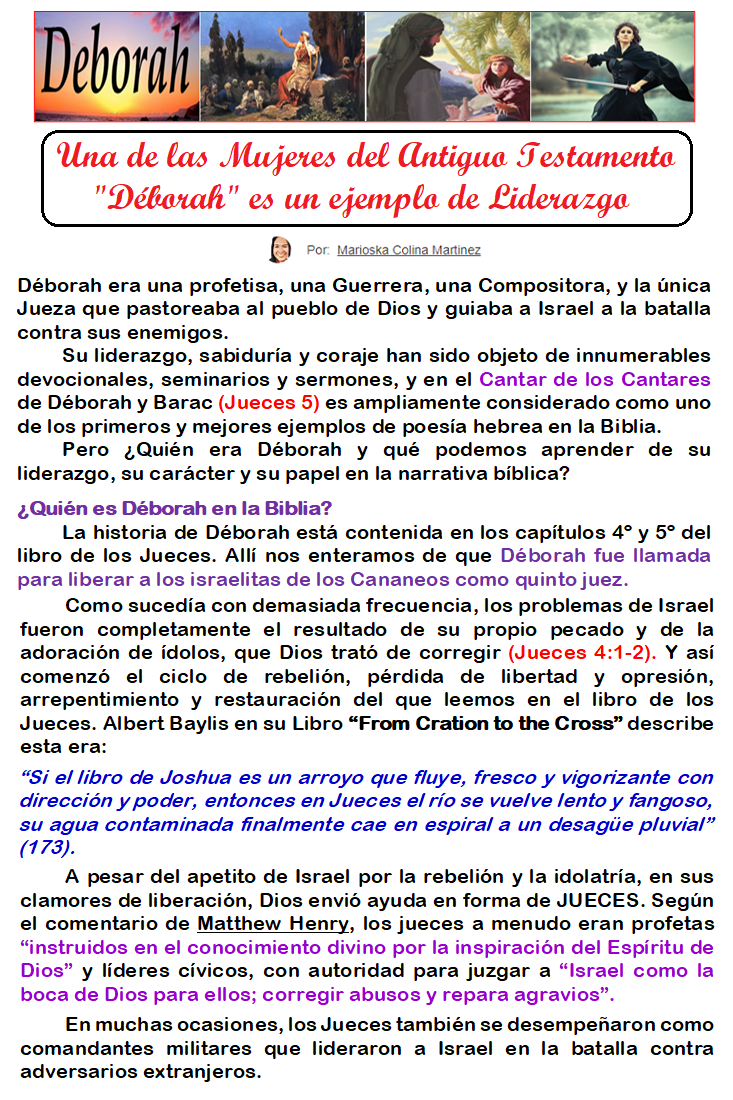 Deborah
Una de las Mujeres del Antiguo Testamento
"Déborah" es un ejemplo de Liderazgo
Por: Marioska Colina Martinez
Déborah era una profetisa, una Guerrera, una Compositora, y la única
Jueza que pastoreaba al pueblo de Dios y guiaba a Israel a la batalla
contra sus enemigos.
Su liderazgo, sabiduría y coraje han sido objeto de innumerables
devocionales, seminarios y sermones, y en el Cantar de los Cantares
de Déborah y Barac (Jueces 5) es ampliamente considerado como uno
de los primeros y mejores ejemplos de poesía hebrea en la Biblia.
Pero ¿Quién era Déborah y qué podemos aprender de su
liderazgo, su carácter y su papel en la narrativa bíblica?
¿Quién es Déborah en la Biblia?
La historia de Déborah está contenida en los capítulos 4° y 5° del
libro de los Jueces. Allí nos enteramos de que Déborah fue llamada
para liberar a los israelitas de los Cananeos como quinto juez.
Como sucedía con demasiada frecuencia, los problemas de Israel
fueron completamente el resultado de su propio pecado y de la
adoración de ídolos, que Dios trató de corregir (Jueces 4:1-2). Y así
comenzó el ciclo de rebelión, pérdida de libertad y opresión,
arrepentimiento y restauración del que leemos en el libro de los
Jueces. Albert Baylis en su Libro “From Cration to the Cross” describe
esta era:
“Si el libro de Joshua es un arroyo que fluye, fresco y vigorizante con
dirección y poder, entonces en Jueces el río se vuelve lento y fangoso,
su agua contaminada finalmente cae en espiral a un desagüe pluvial”
(173).
A pesar del apetito de Israel por la rebelión y la idolatría, en sus
clamores de liberación, Dios envió ayuda en forma de JUECES. Según
el comentario de Matthew Henry, los jueces a menudo eran profetas
“instruidos en el conocimiento divino por la inspiración del Espíritu de
Dios” y líderes cívicos, con autoridad para juzgar a “Israel como la
boca de Dios para ellos; corregir abusos y repara agravios”.
En muchas ocasiones, los Jueces también se desempeñaron como
comandantes militares que lideraron a Israel en la batalla contra
adversarios extranjeros.